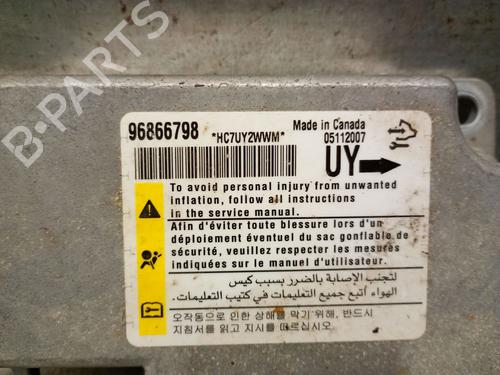 96866798
*HC7UY2WWM*
Made in Canada
05112007
UY
To avoid personal injury from unwanted
inflation, follow all instructions
in the service manual.
Afin d'éviter toute blessure lors d'un
déploiement éventuel du sac gonflable de
sécurité, veuillez respecter les mesures
indiquées sur le manuel d'utilisateur.
لتجنب الإصابة بالضرر بسبب كيس
الهواء أتبع جميع التعليمات في كتيب التعليمات.
오작동으로 인한 상해를 막기 위해, 반드시
지침서를 읽고 지시를 따르십시오.
B-PARTS